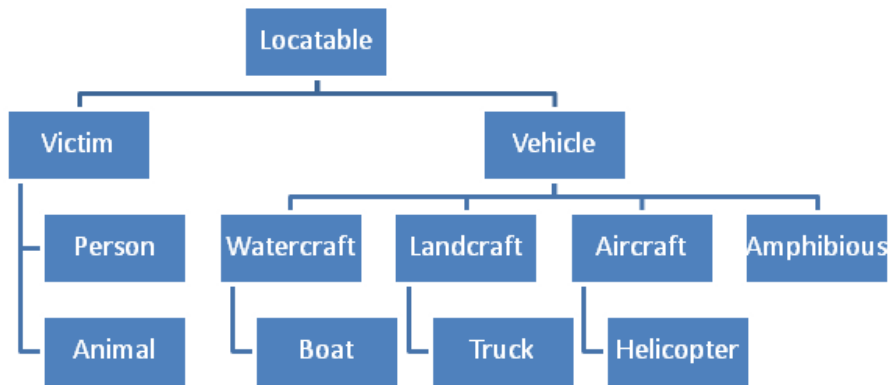 Locatable
Victim
Vehicle
Person
Watercraft
Landcraft
Aircraft
Amphibious
Animal
Boat
Truck
Helicopter